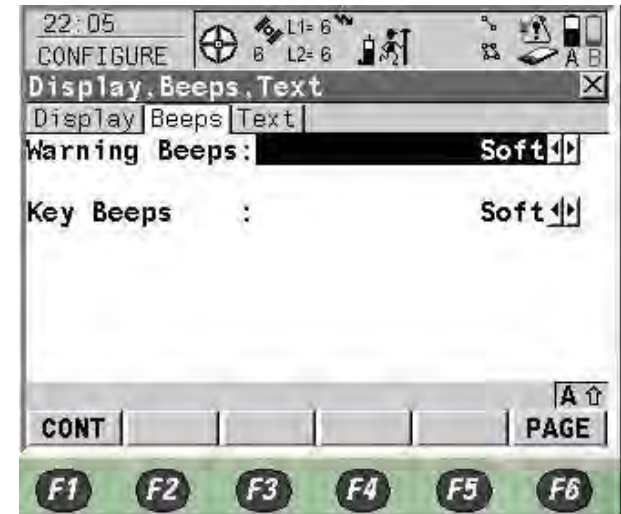 22:05
CONFIGURE
6 L1= 6
L2= 6
A B
Display,Beeps,Text
Display Beeps Text
Warning Beeps: Soft
Key Beeps : Soft
A
CONT PAGE
F1 F2 F3 F4 F5 F6